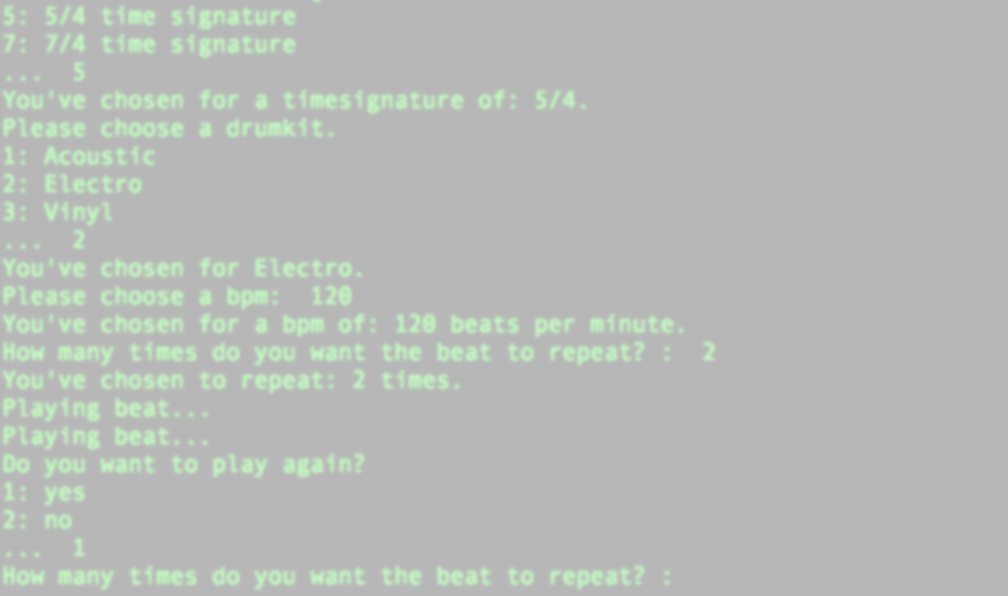 5: 5/4 time signature
7: 7/4 time signature
...  5
You've chosen for a timesignature of: 5/4.
Please choose a drumkit.
1: Acoustic
2: Electro
3: Vinyl
...  2
You've chosen for Electro.
Please choose a bpm:  120
You've chosen for a bpm of: 120 beats per minute.
How many times do you want the beat to repeat? :  2
You've chosen to repeat: 2 times.
Playing beat...
Playing beat...
Do you want to play again?
1: yes
2: no
...  1
How many times do you want the beat to repeat? :